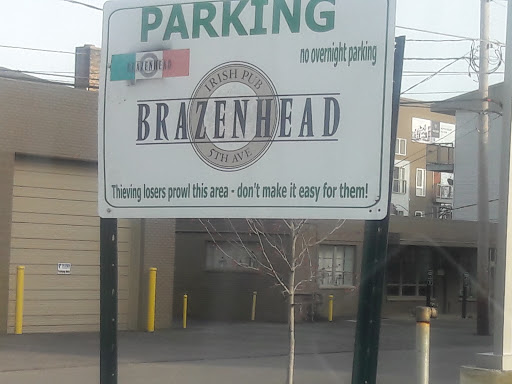 PARKING
no overnight parking
BRAZENHEAD
IRISH PUB
BRAZENHEAD
5TH AVE
Thieving losers prowl this area - don't make it easy for them!